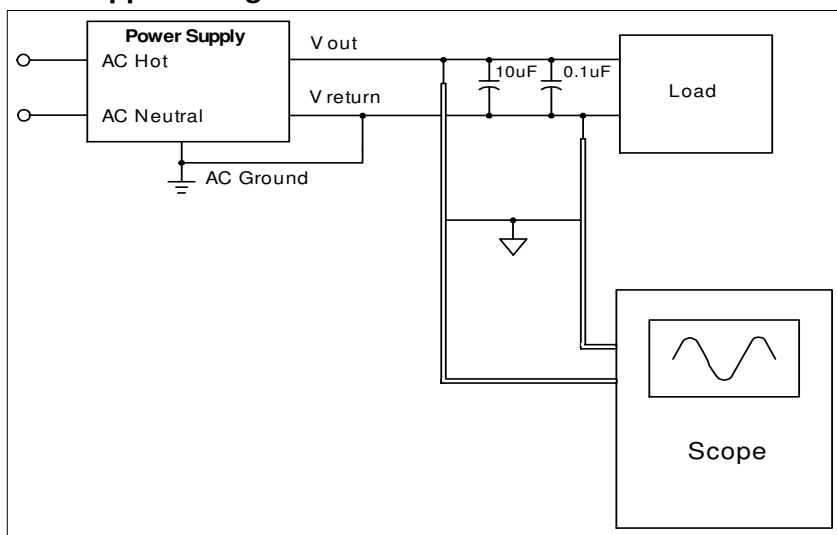 Power Supply
AC Hot
AC Neutral
V out
V return
10uF
0.1uF
Load
AC Ground
Scope